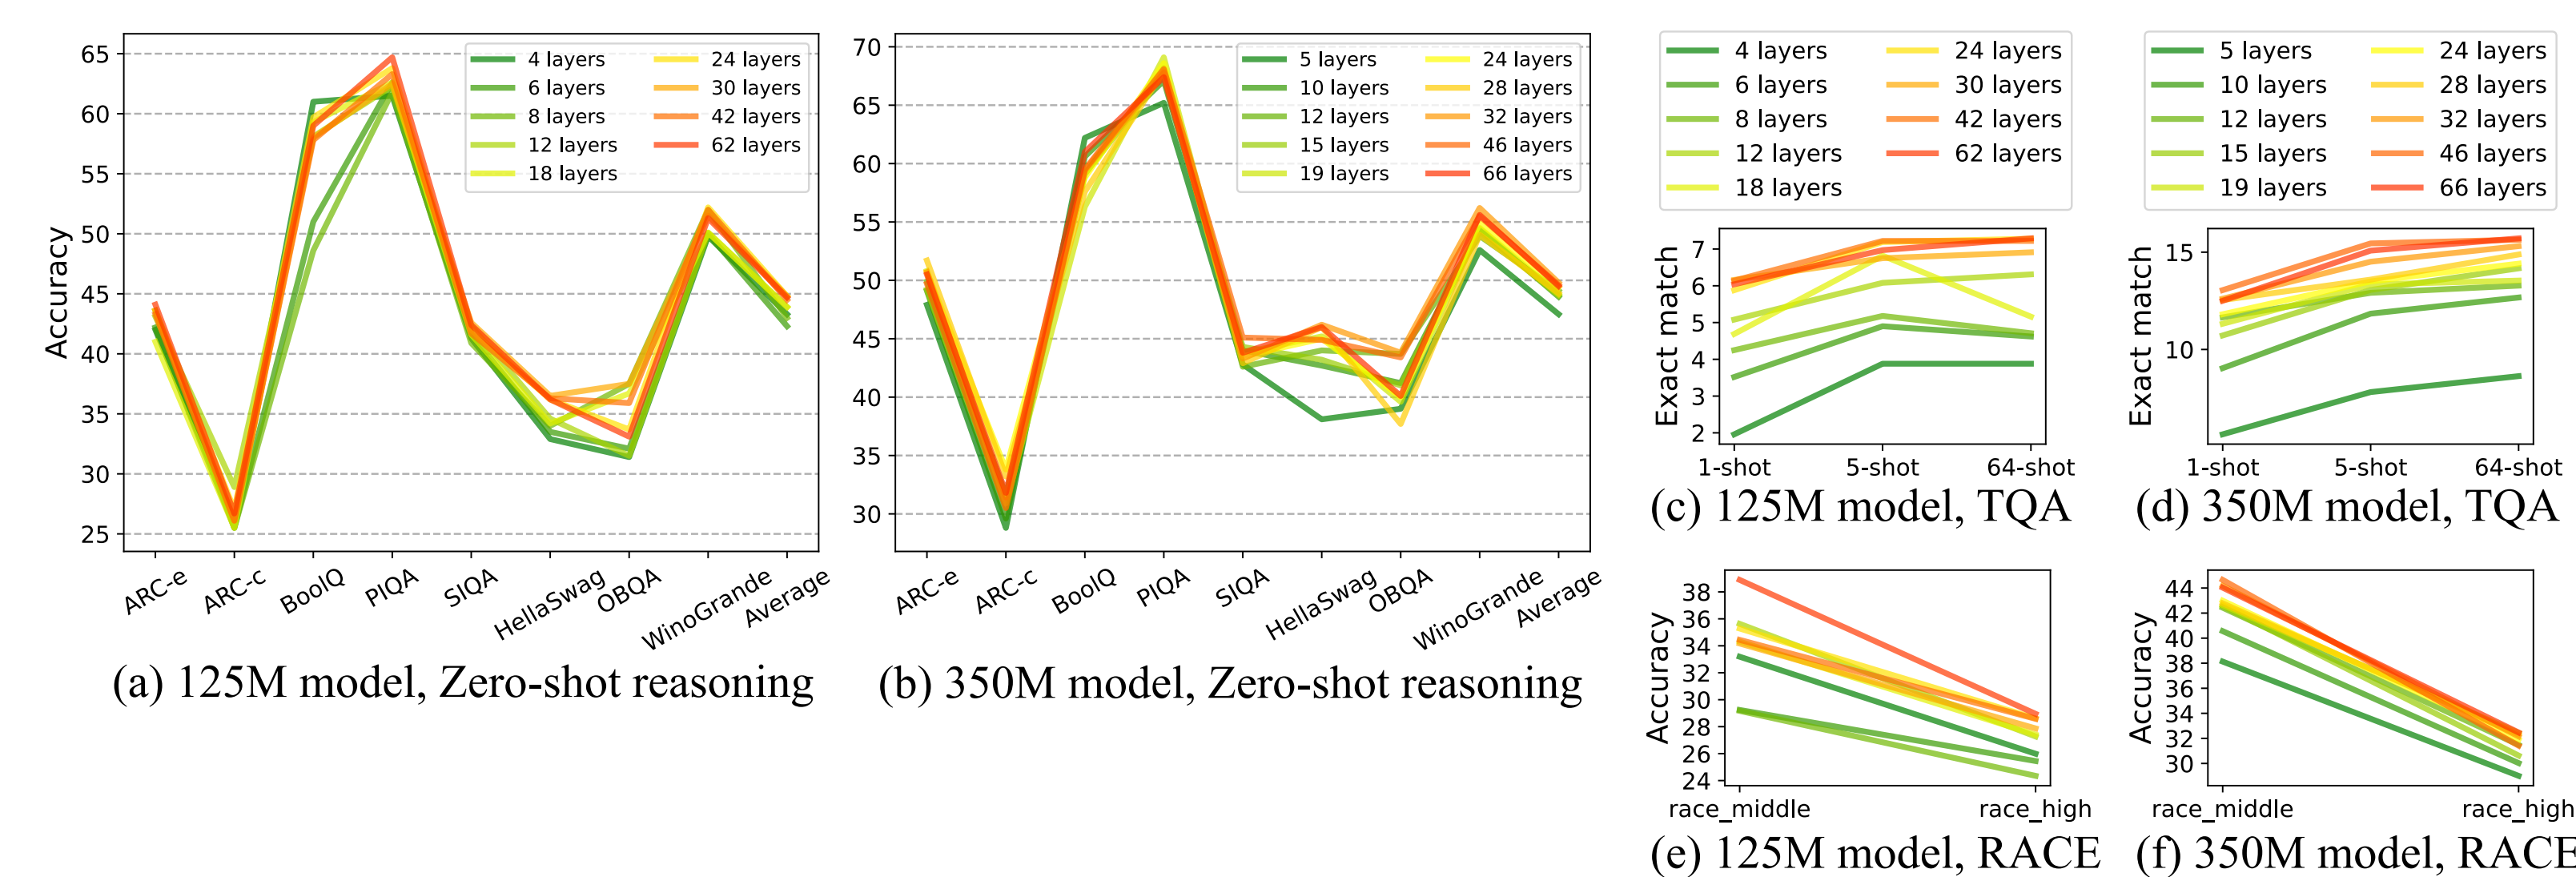 65
60
55
50
45
40
35
30
25
Accuracy
4 layers
6 layers
8 layers
12 layers
18 layers
24 layers
30 layers
42 layers
62 layers
ARC-e
ARC-c
BoolQ
PIQA
SIQA
HellaSwag
OBQA
WinoGrande
Average
(a) 125M model, Zero-shot reasoning
70
65
60
55
50
45
40
35
30
5 layers
10 layers
12 layers
15 layers
19 layers
24 layers
28 layers
32 layers
46 layers
66 layers
ARC-e
ARC-c
BoolQ
PIQA
SIQA
HellaSwag
OBQA
WinoGrande
Average
(b) 350M model, Zero-shot reasoning
4 layers
6 layers
8 layers
12 layers
18 layers
24 layers
30 layers
42 layers
62 layers
7
6
5
4
3
2
Exact match
1-shot
5-shot
64-shot
(c) 125M model, TQA
5 layers
10 layers
12 layers
15 layers
19 layers
24 layers
28 layers
32 layers
46 layers
66 layers
15
10
Exact match
1-shot
5-shot
64-shot
(d) 350M model, TQA
38
36
34
32
30
28
26
24
Accuracy
race_middle
race_high
(e) 125M model, RACE
44
42
40
38
36
34
32
30
Accuracy
race_middle
race_high
(f) 350M model, RACE